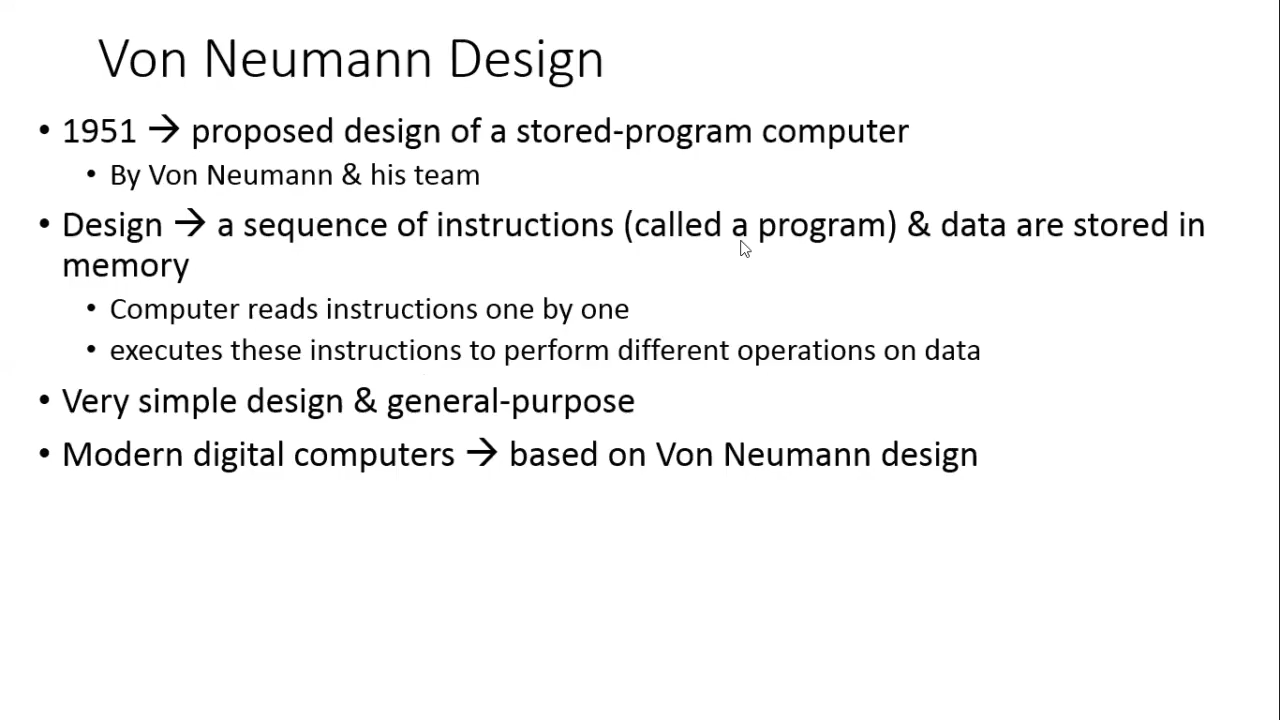 Von Neumann Design
• 1951 → proposed design of a stored-program computer
• By Von Neumann & his team
• Design → a sequence of instructions (called a program) & data are stored in
memory
• Computer reads instructions one by one
• executes these instructions to perform different operations on data
• Very simple design & general-purpose
• Modern digital computers → based on Von Neumann design